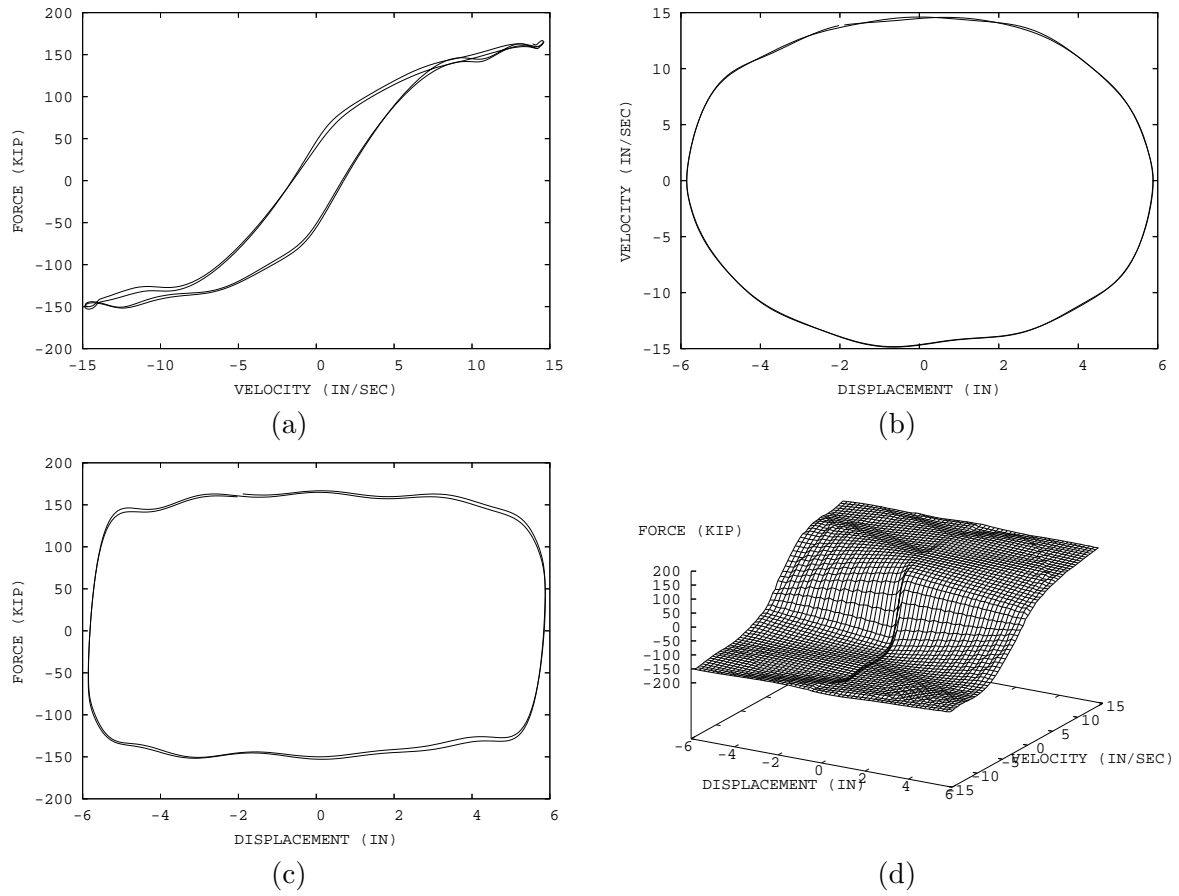 200
150
100
50
0
-50
-100
-150
-200
FORCE (KIP)
-15 -10 -5 0 5 10 15
VELOCITY (IN/SEC)
(a)
15
10
5
0
-5
-10
-15
VELOCITY (IN/SEC)
-6 -4 -2 0 2 4 6
DISPLACEMENT (IN)
(b)
200
150
100
50
0
-50
-100
-150
-200
FORCE (KIP)
-6 -4 -2 0 2 4 6
DISPLACEMENT (IN)
(c)
FORCE (KIP)
200
150
100
50
0
-50
-100
-150
-200
-6 -4 -2 0 2 4 6
DISPLACEMENT (IN)
-15 -10 -5 0 5 10 15
VELOCITY (IN/SEC)
(d)